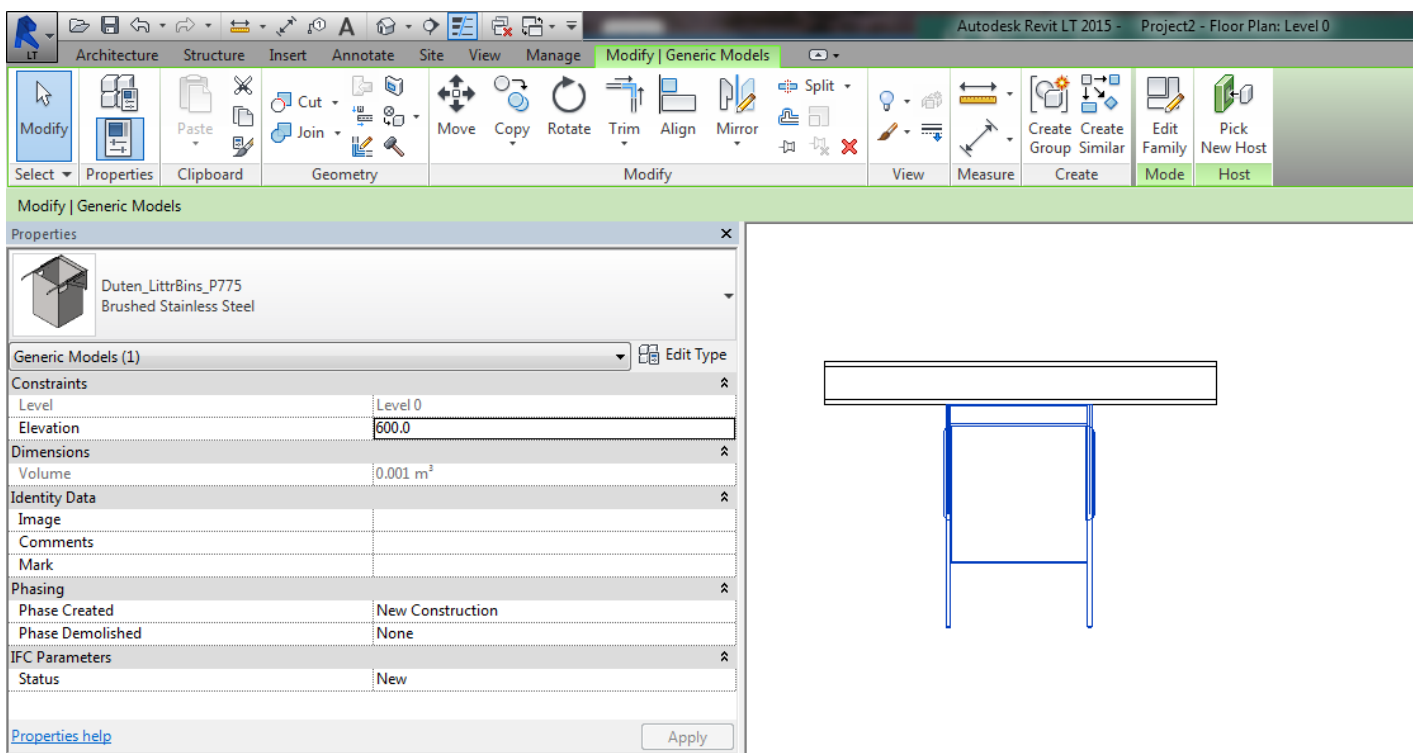 Autodesk Revit LT 2015 - Project2 - Floor Plan: Level 0
LT
Architecture Structure Insert Annotate Site View Manage Modify | Generic Models
Modify
Paste
Cut
Join
Move Copy Rotate Trim Align Mirror
Split
Create Group
Create Similar
Edit Family
Pick New Host
Select Properties Clipboard Geometry Modify View Measure Create Mode Host
Modify | Generic Models
Properties
Duten_LittrBins_P775
Brushed Stainless Steel
Generic Models (1) Edit Type
Constraints
Level Level 0
Elevation 600.0
Dimensions
Volume 0.001 m³
Identity Data
Image
Comments
Mark
Phasing
Phase Created New Construction
Phase Demolished None
IFC Parameters
Status New
Properties help Apply